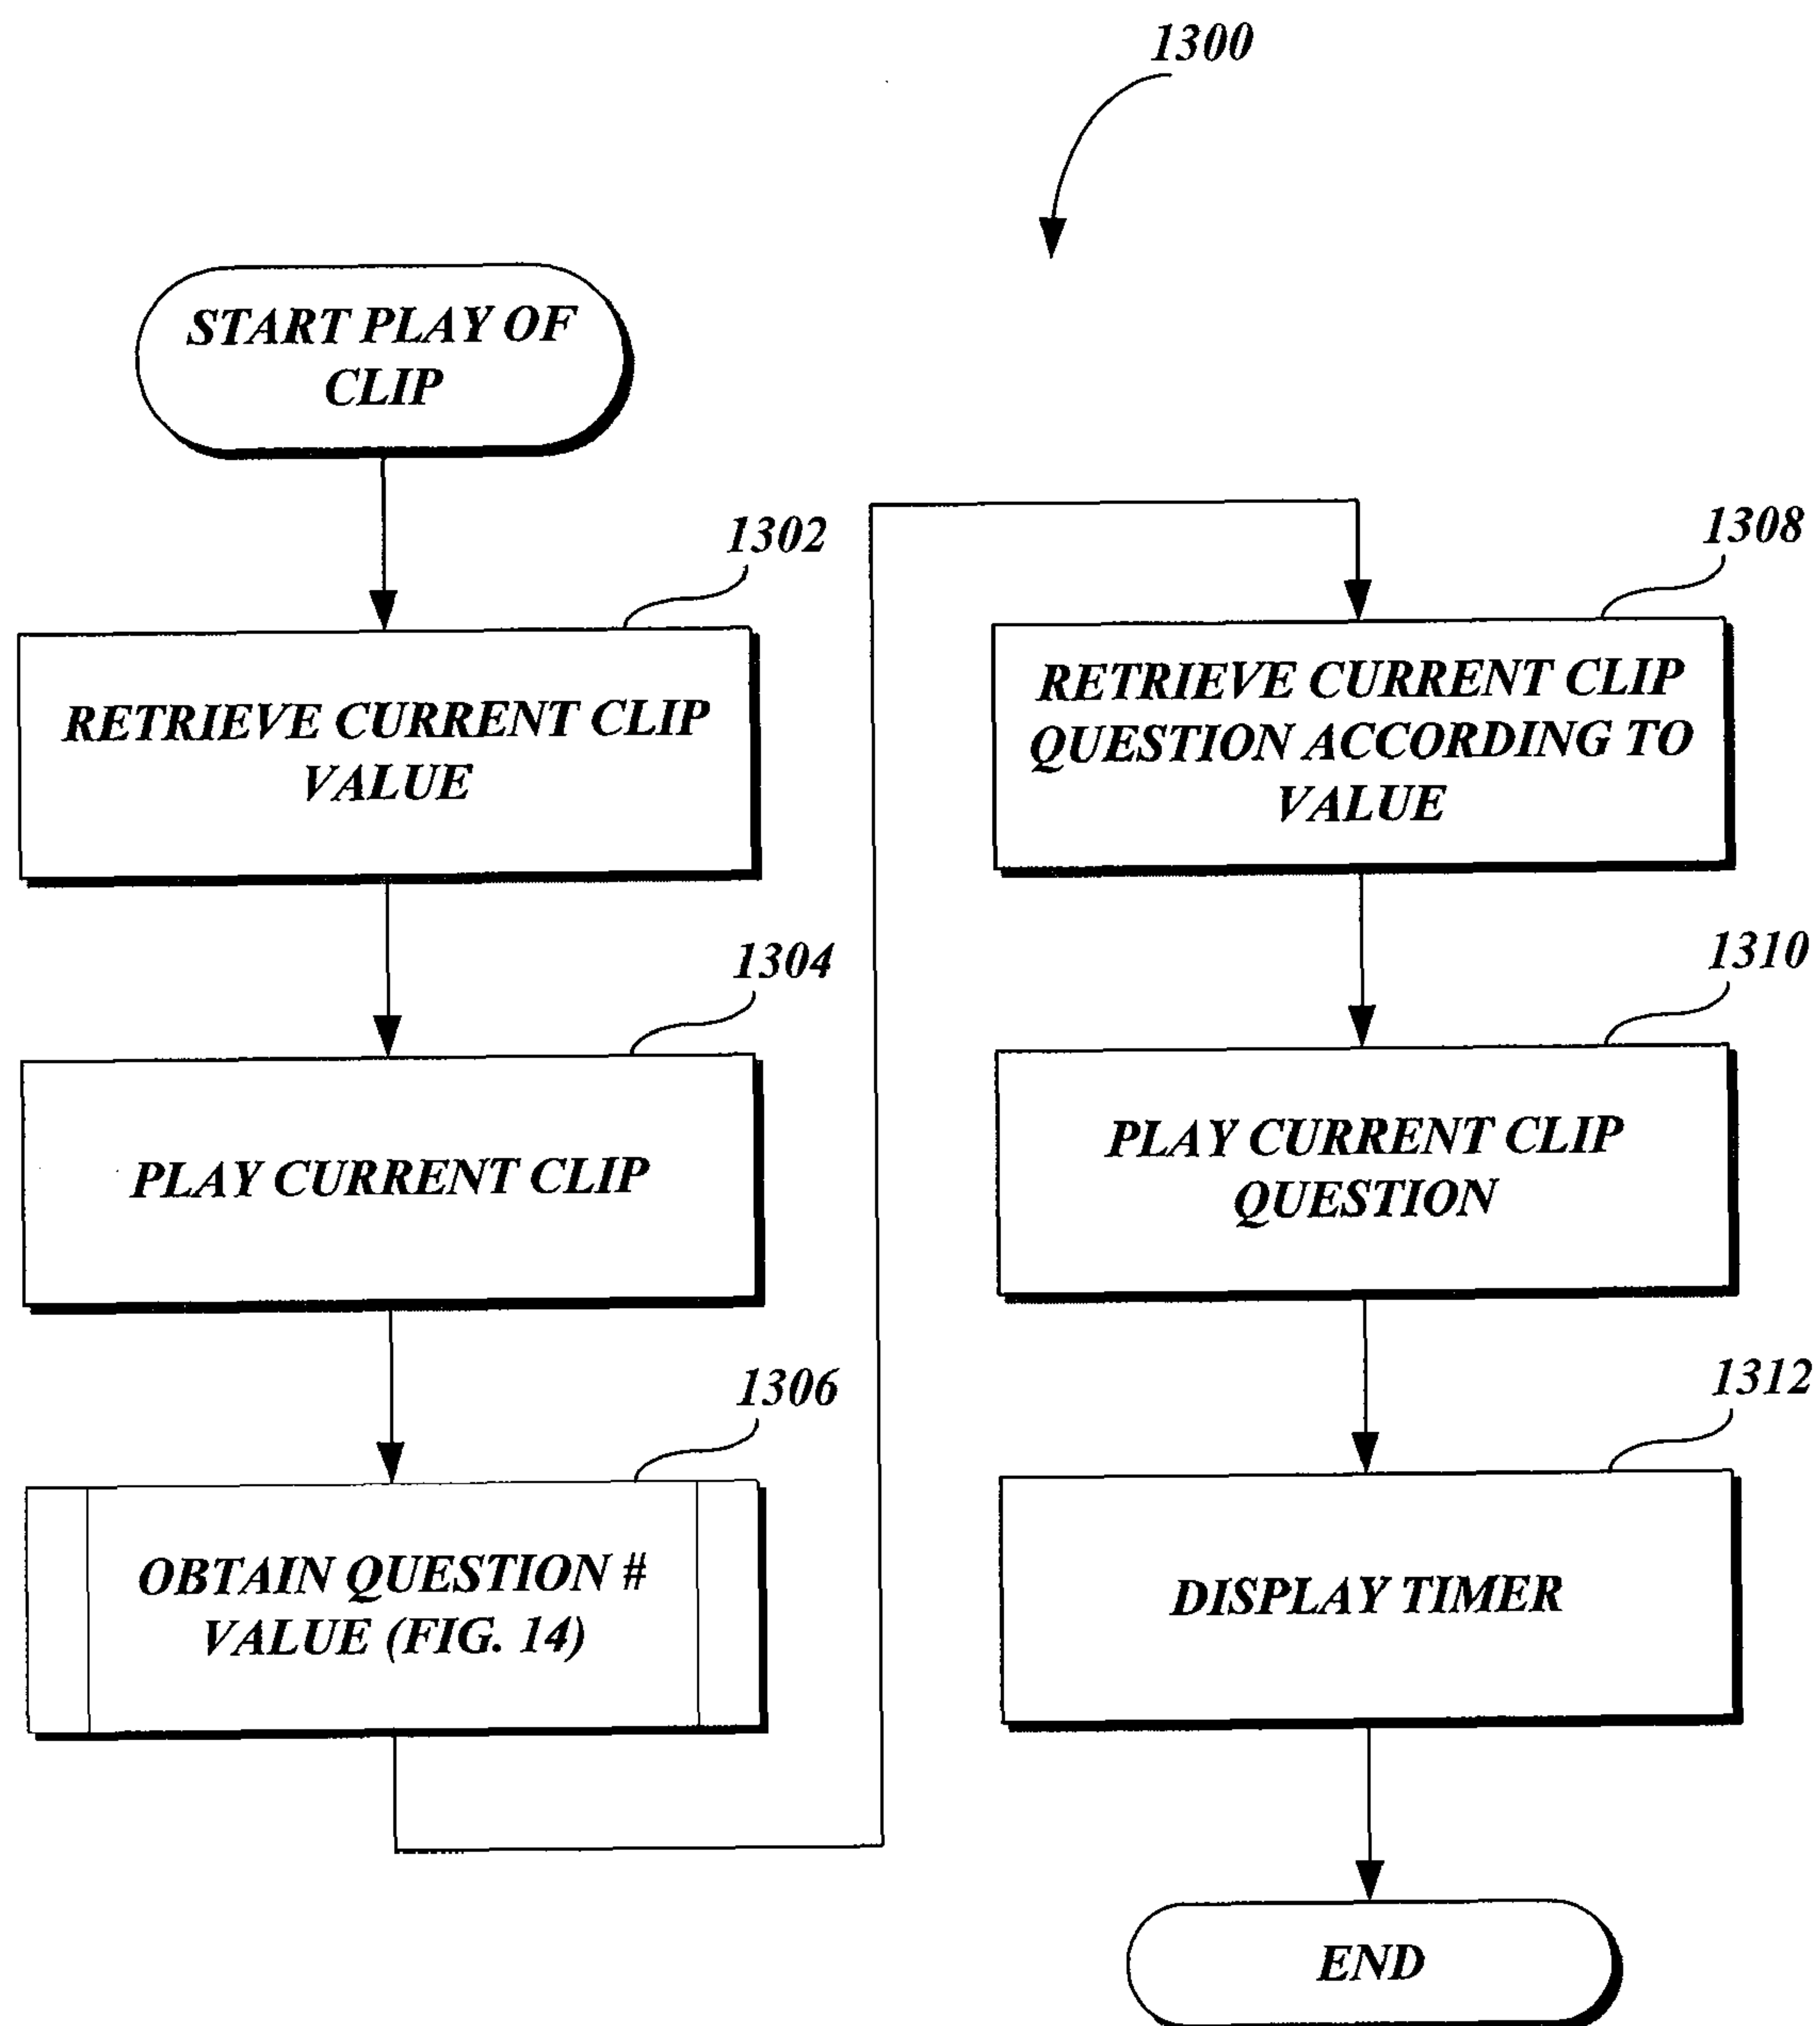 1300
START PLAY OF
CLIP
1302
RETRIEVE CURRENT CLIP
VALUE
1304
PLAY CURRENT CLIP
1306
OBTAIN QUESTION #
VALUE (FIG. 14)
1308
RETRIEVE CURRENT CLIP
QUESTION ACCORDING TO
VALUE
1310
PLAY CURRENT CLIP
QUESTION
1312
DISPLAY TIMER
END